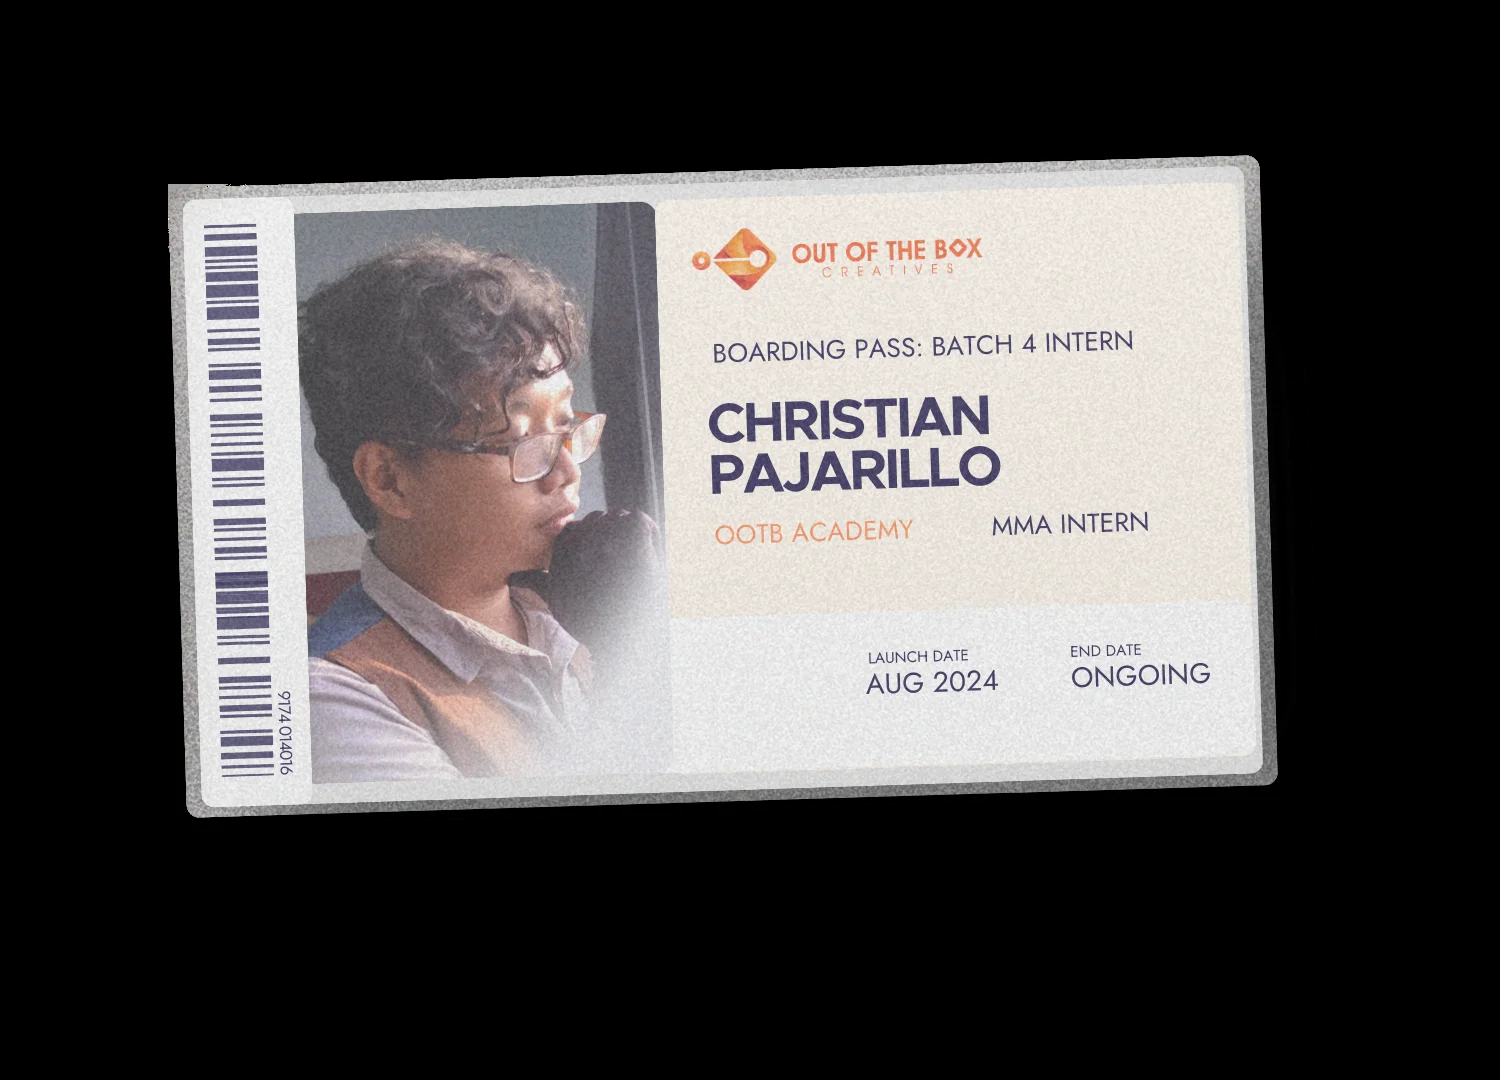 OUT OF THE BOX
CREATIVES
BOARDING PASS: BATCH 4 INTERN
CHRISTIAN
PAJARILLO
OOTB ACADEMY MMA INTERN
LAUNCH DATE END DATE
AUG 2024 ONGOING
9174 014016